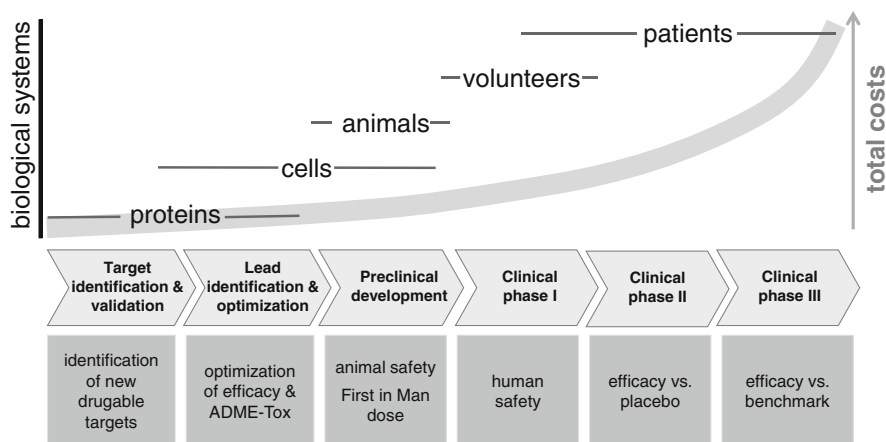 biological systems
patients
volunteers
animals
cells
proteins
total costs
Target
identification &
validation
Lead
identification &
optimization
Preclinical
development
Clinical
phase I
Clinical
phase II
Clinical
phase III
identification
of new
drugable
targets
optimization
of efficacy &
ADME-Tox
animal safety
First in Man
dose
human
safety
efficacy vs.
placebo
efficacy vs.
benchmark